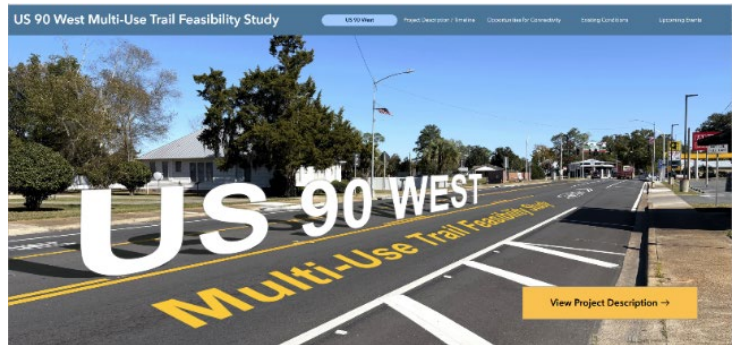 US 90 West Multi-Use Trail Feasibility Study
US 90 West
Project Description / Timeline
Opportunities for Connectivity
Existing Conditions
Upcoming Events
US 90 WEST
Multi-Use Trail Feasibility Study
View Project Description →